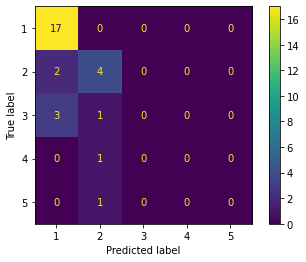 1 17 0 0 0 0 16
2 2 4 0 0 0 14
3 3 1 0 0 0 12
4 0 1 0 0 0 10
5 0 1 0 0 0 8
6
4
2
0
1 2 3 4 5
True label
Predicted label